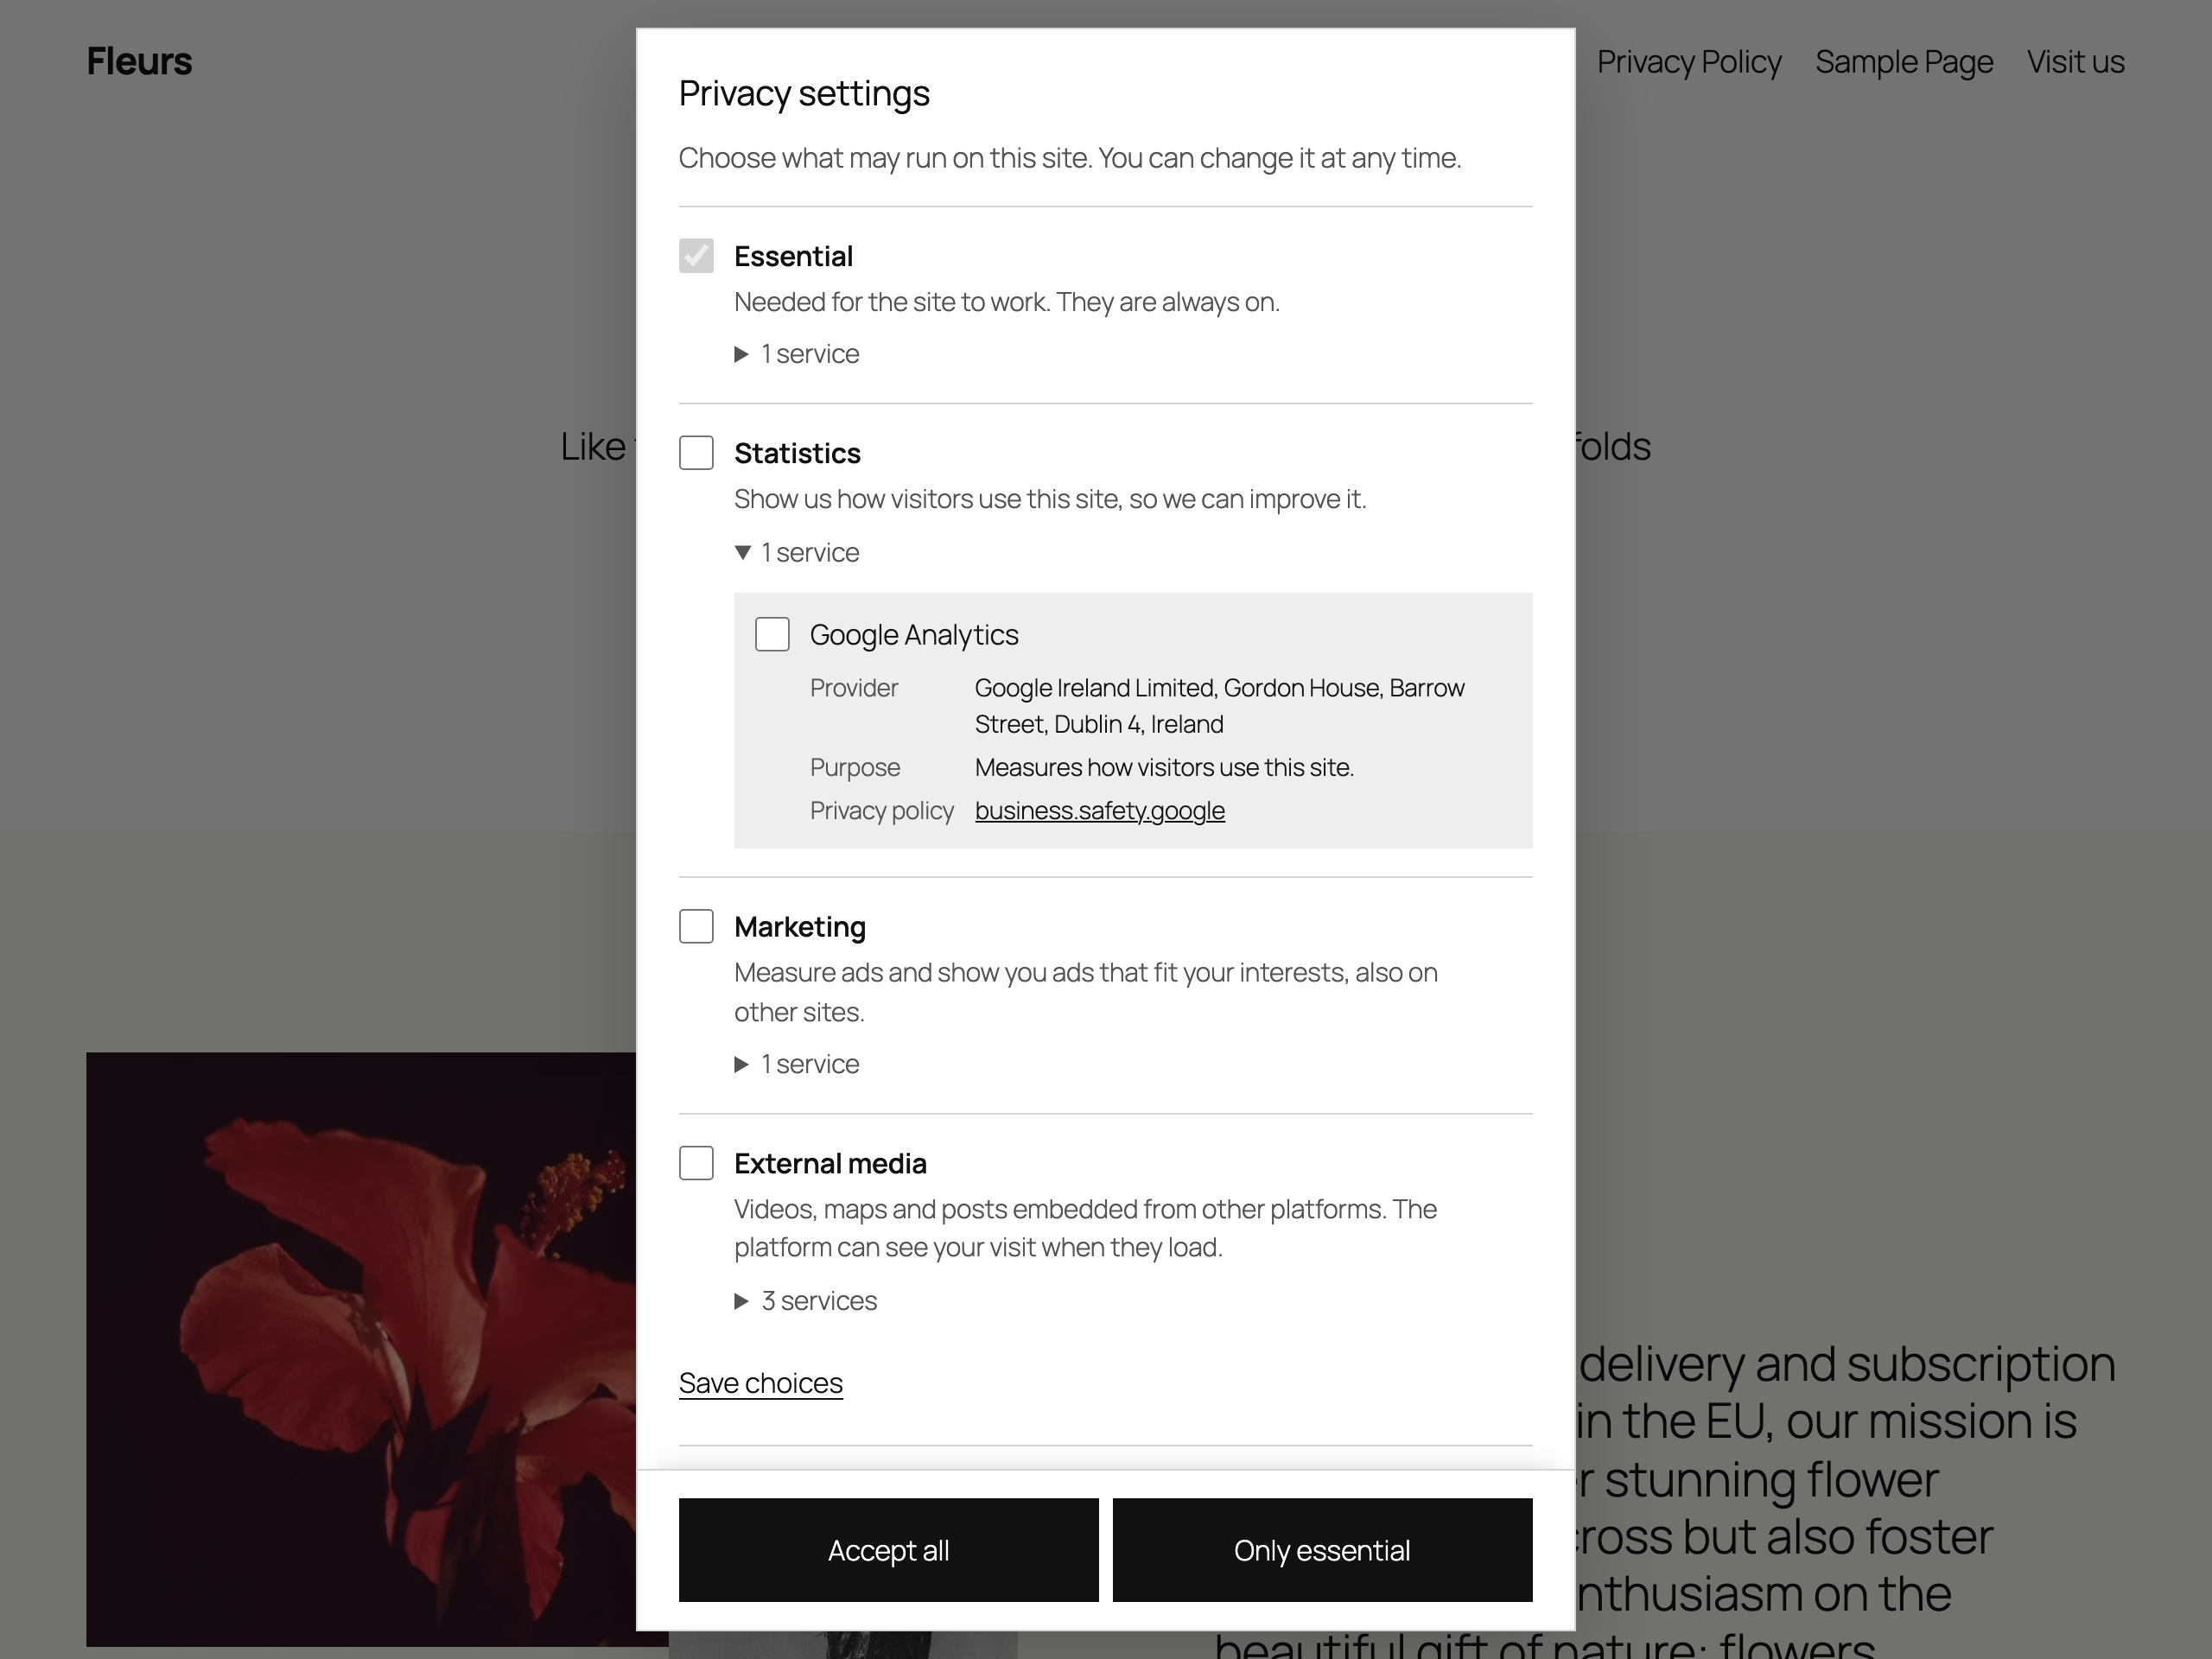 Fleurs
Privacy Policy Sample Page Visit us
Privacy settings
Choose what may run on this site. You can change it at any time.
Essential
Needed for the site to work. They are always on.
1 service
Like
folds
Statistics
Show us how visitors use this site, so we can improve it.
1 service
Google Analytics
Provider Google Ireland Limited, Gordon House, Barrow
Street, Dublin 4, Ireland
Purpose Measures how visitors use this site.
Privacy policy business.safety.google
Marketing
Measure ads and show you ads that fit your interests, also on
other sites.
1 service
External media
Videos, maps and posts embedded from other platforms. The
platform can see your visit when they load.
3 services
Save choices
delivery and subscription
in the EU, our mission is
stunning flower
but also foster
on the
beautiful gift of nature: flowers
Accept all
Only essential